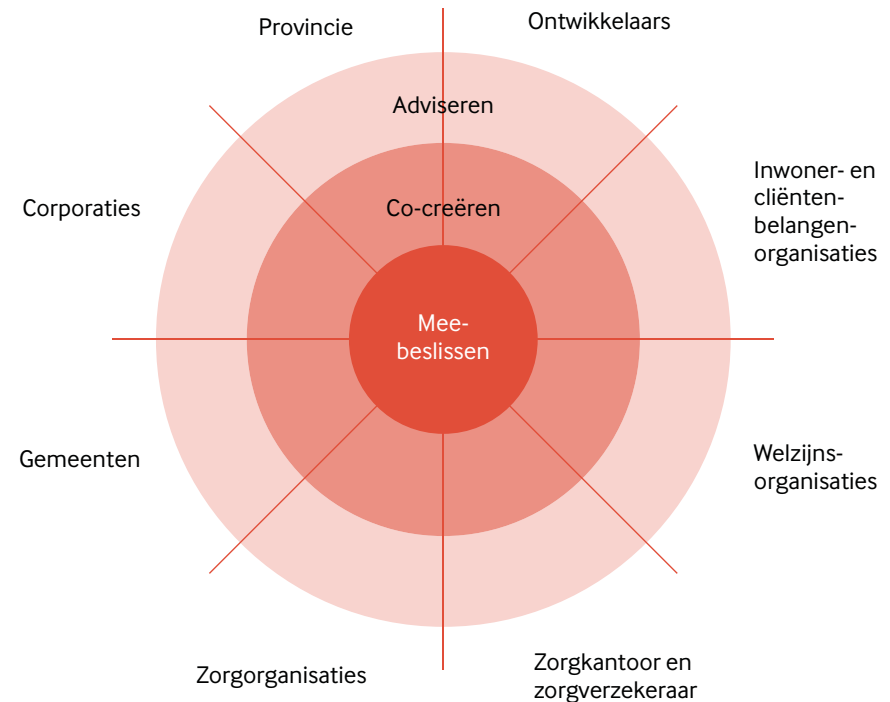 Provincie
Ontwikkelaars
Adviseren
Inwoner- en
cliënten-
belangen-
organisaties
Corporaties
Co-creëren
Mee-
beslissen
Gemeenten
Welzijns-
organisaties
Zorgorganisaties
Zorgkantoor en
zorgverzekeraar